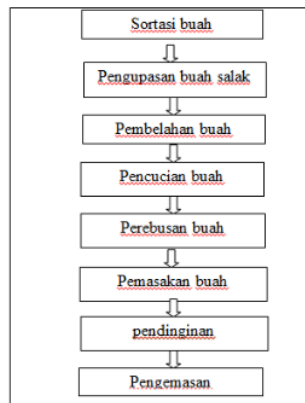 Sortasi buah
Pengupasan buah salak
Pembelahan buah
Pencucian buah
Perebusan buah
Pemasakan buah
pendinginan
Pengemasan